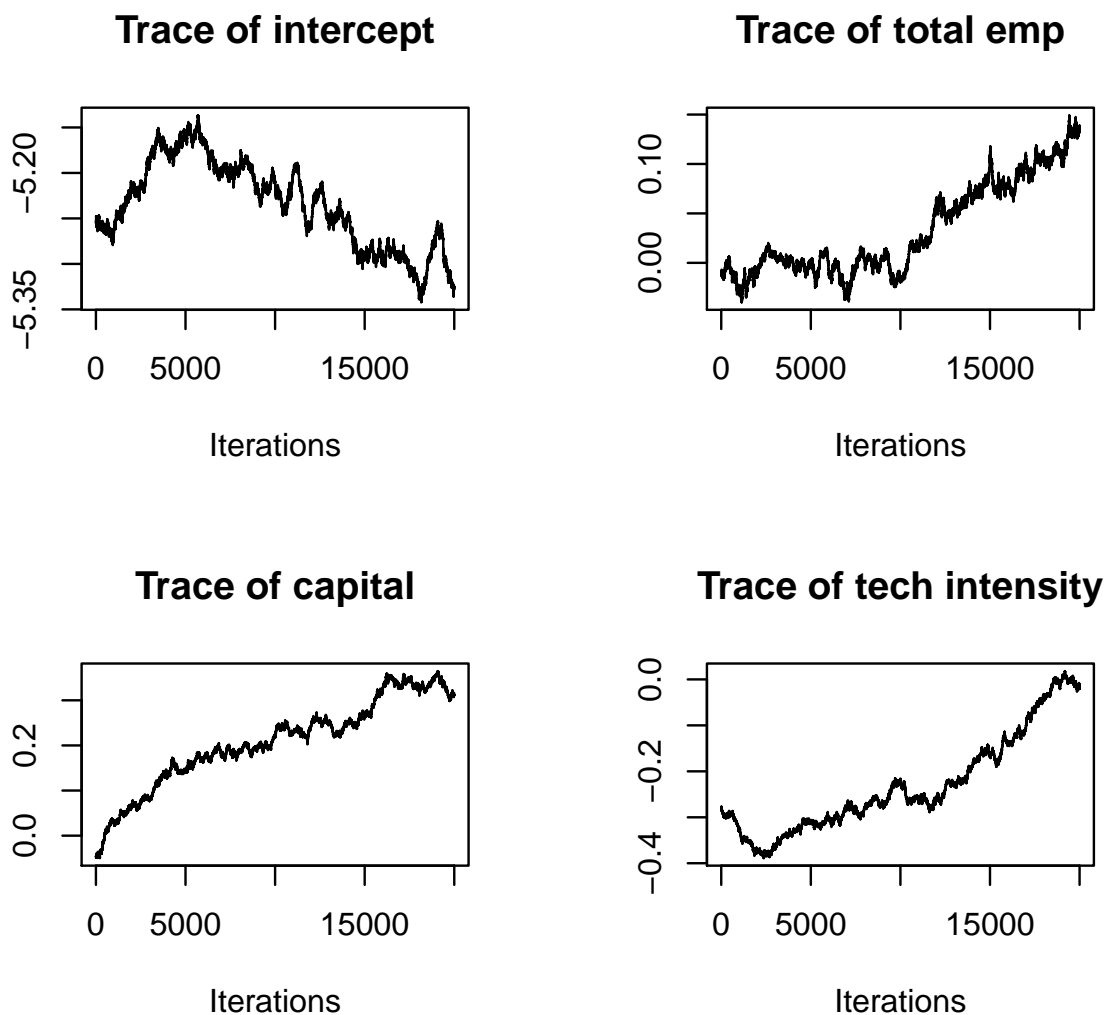 Trace of intercept
−5.20
−5.35
0 5000 15000
Iterations
Trace of total emp
0.10
0.00
0 5000 15000
Iterations
Trace of capital
0.2
0.0
0 5000 15000
Iterations
Trace of tech intensity
0.0
−0.2
−0.4
0 5000 15000
Iterations